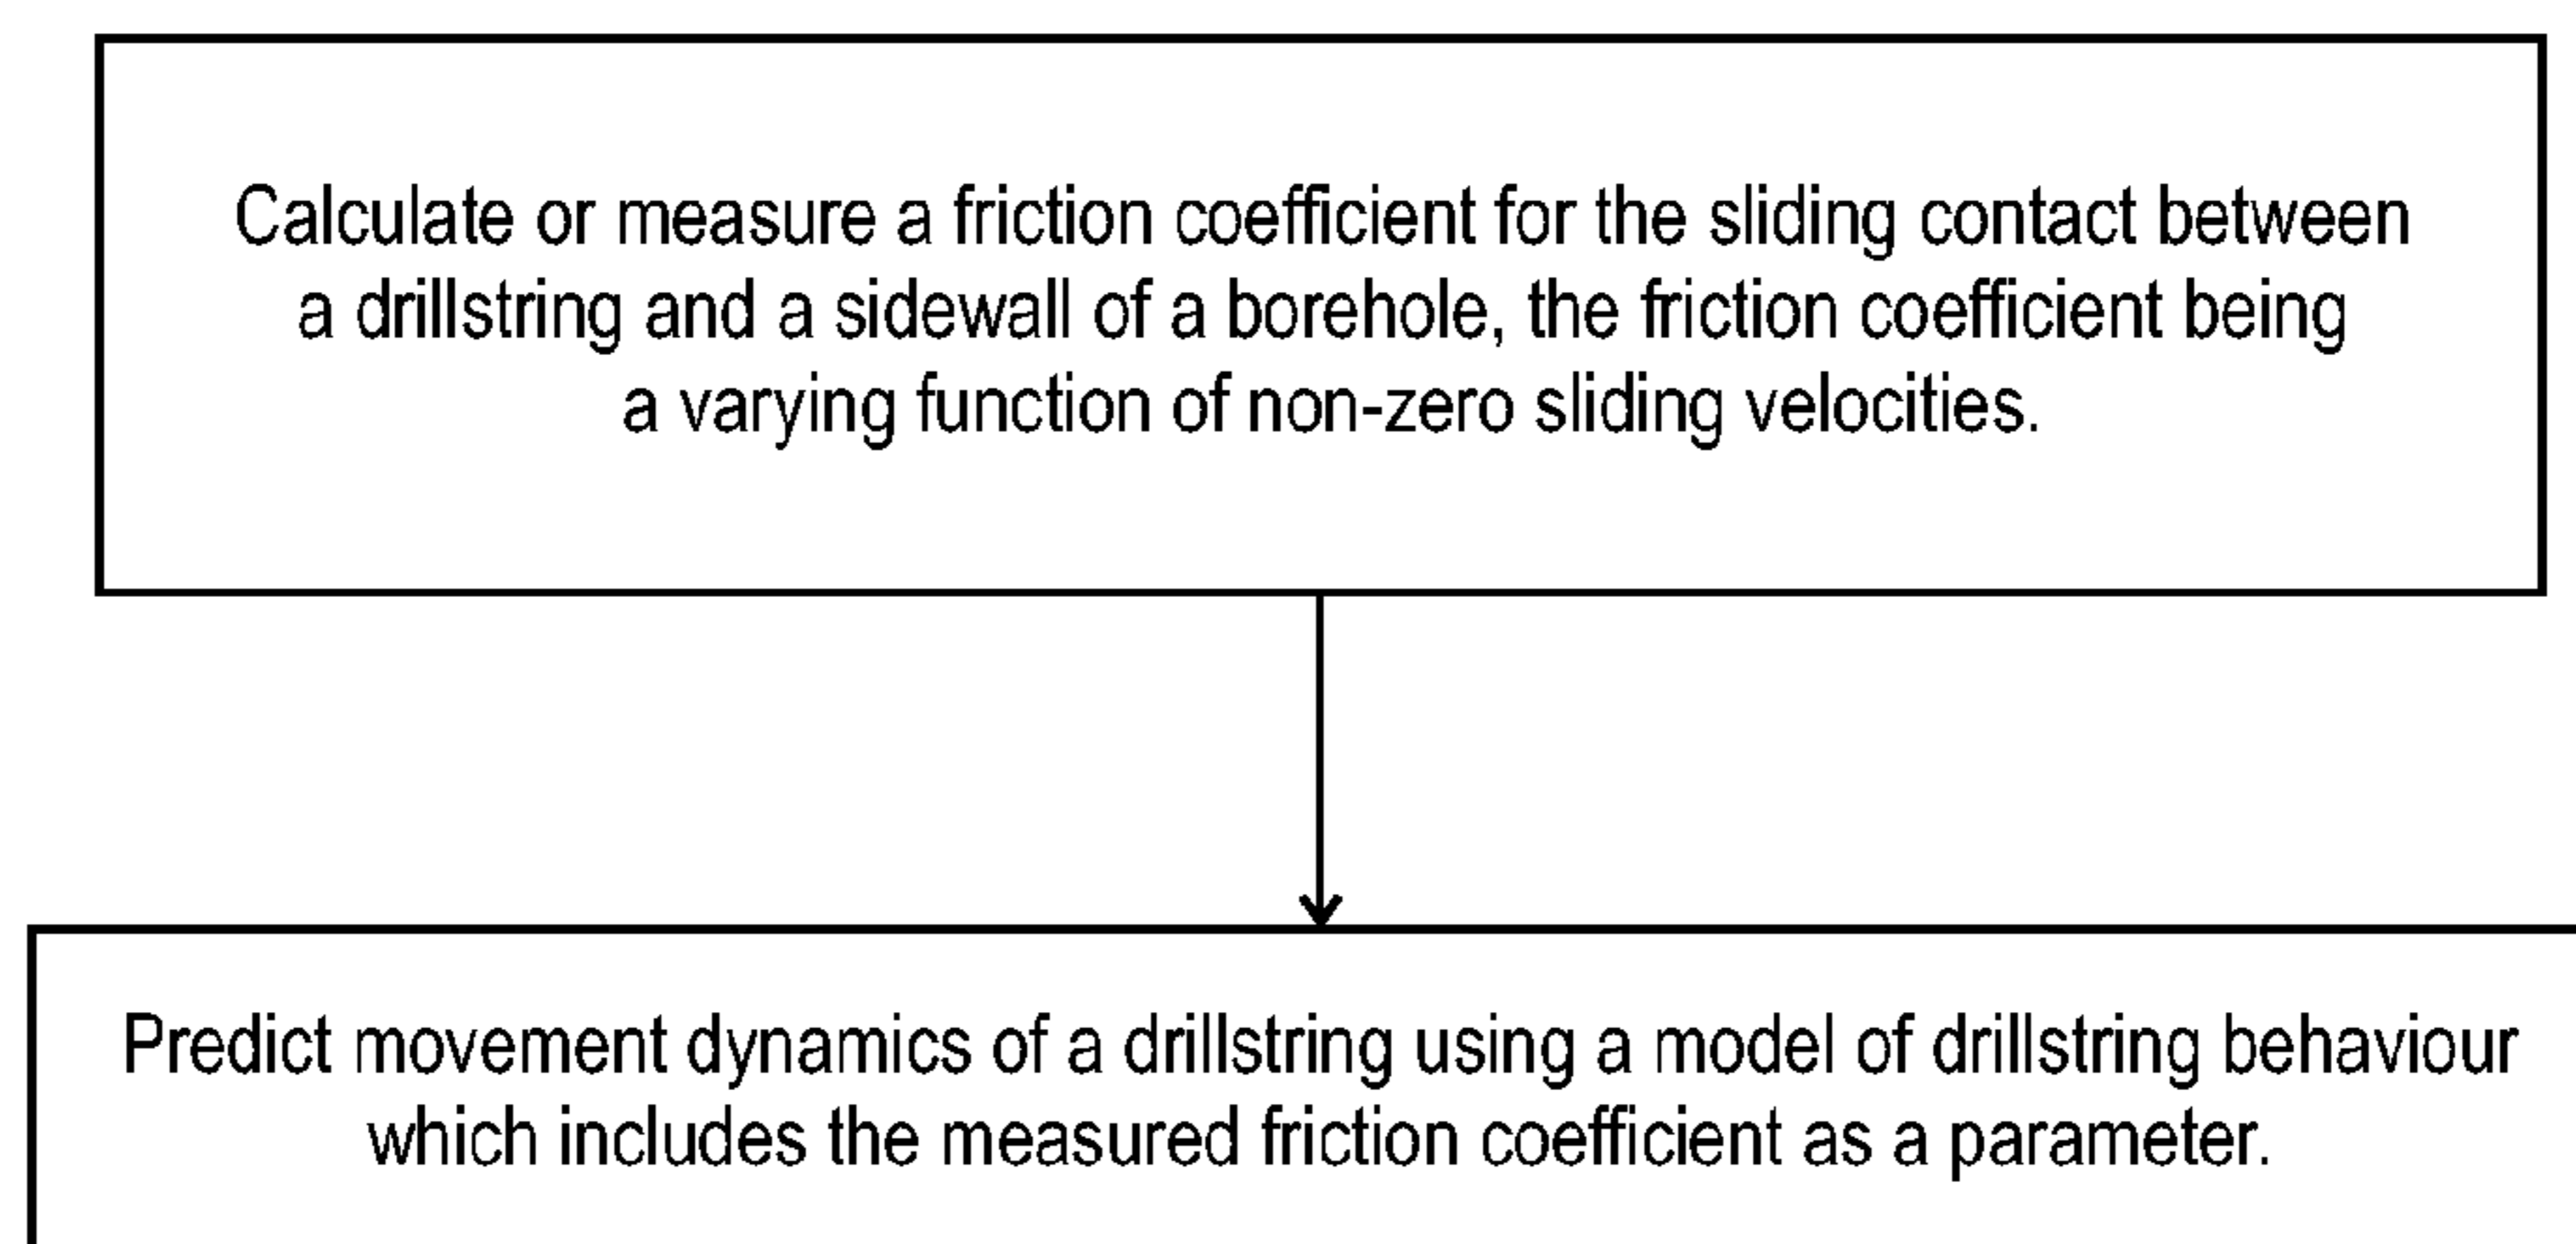 Calculate or measure a friction coefficient for the sliding contact between
a drillstring and a sidewall of a borehole, the friction coefficient being
a varying function of non-zero sliding velocities.
Predict movement dynamics of a drillstring using a model of drillstring behaviour
which includes the measured friction coefficient as a parameter.